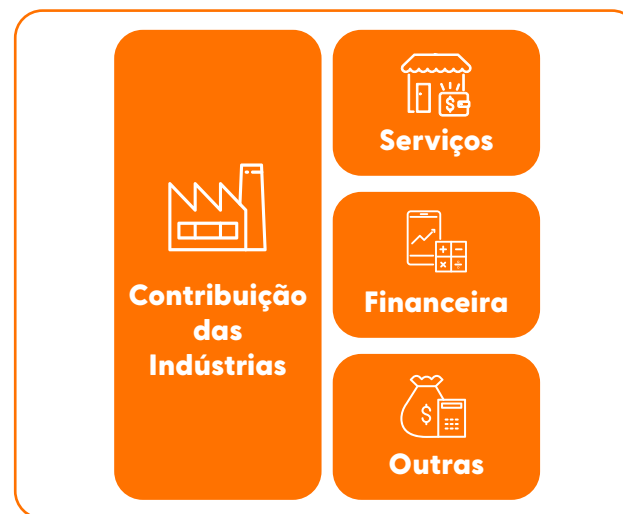 Contribuição
das
Indústrias
Serviços
Financeira
Outras